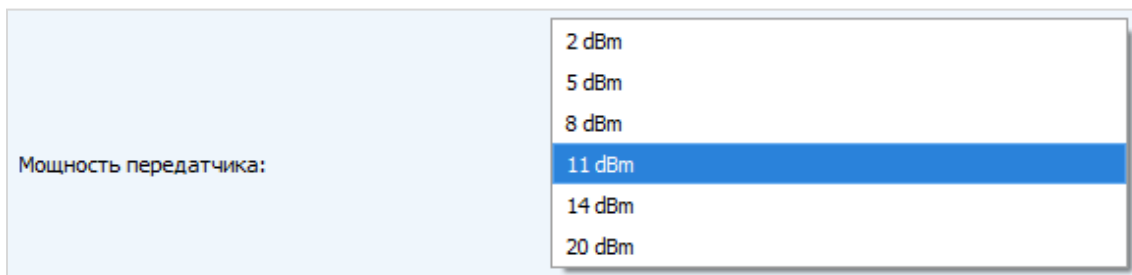 2 dBm
5 dBm
8 dBm
Мощность передатчика:
11 dBm
14 dBm
20 dBm